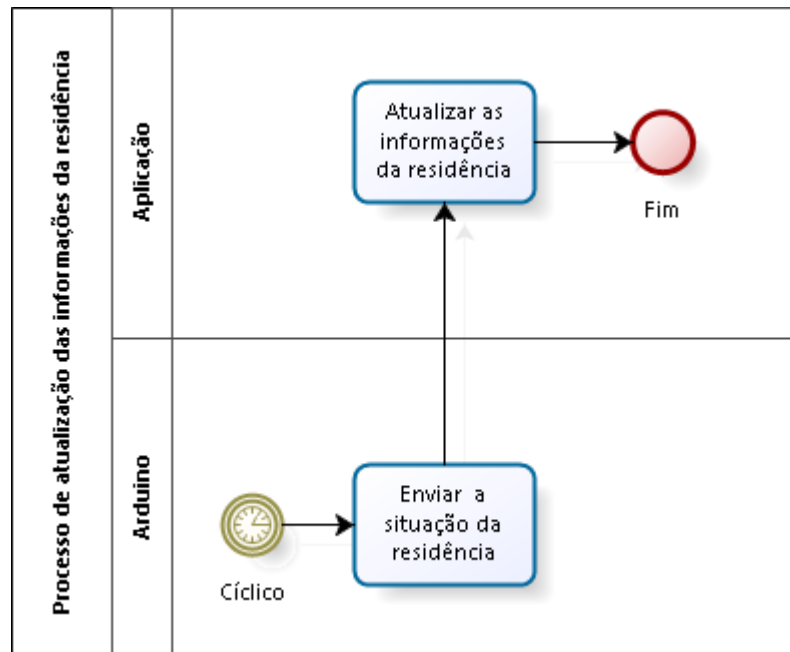 Processo de atualização das informações da residência
Aplicação
Atualizar as
informações
da residência
Fim
Arduino
Enviar a
situação da
residência
Cíclico